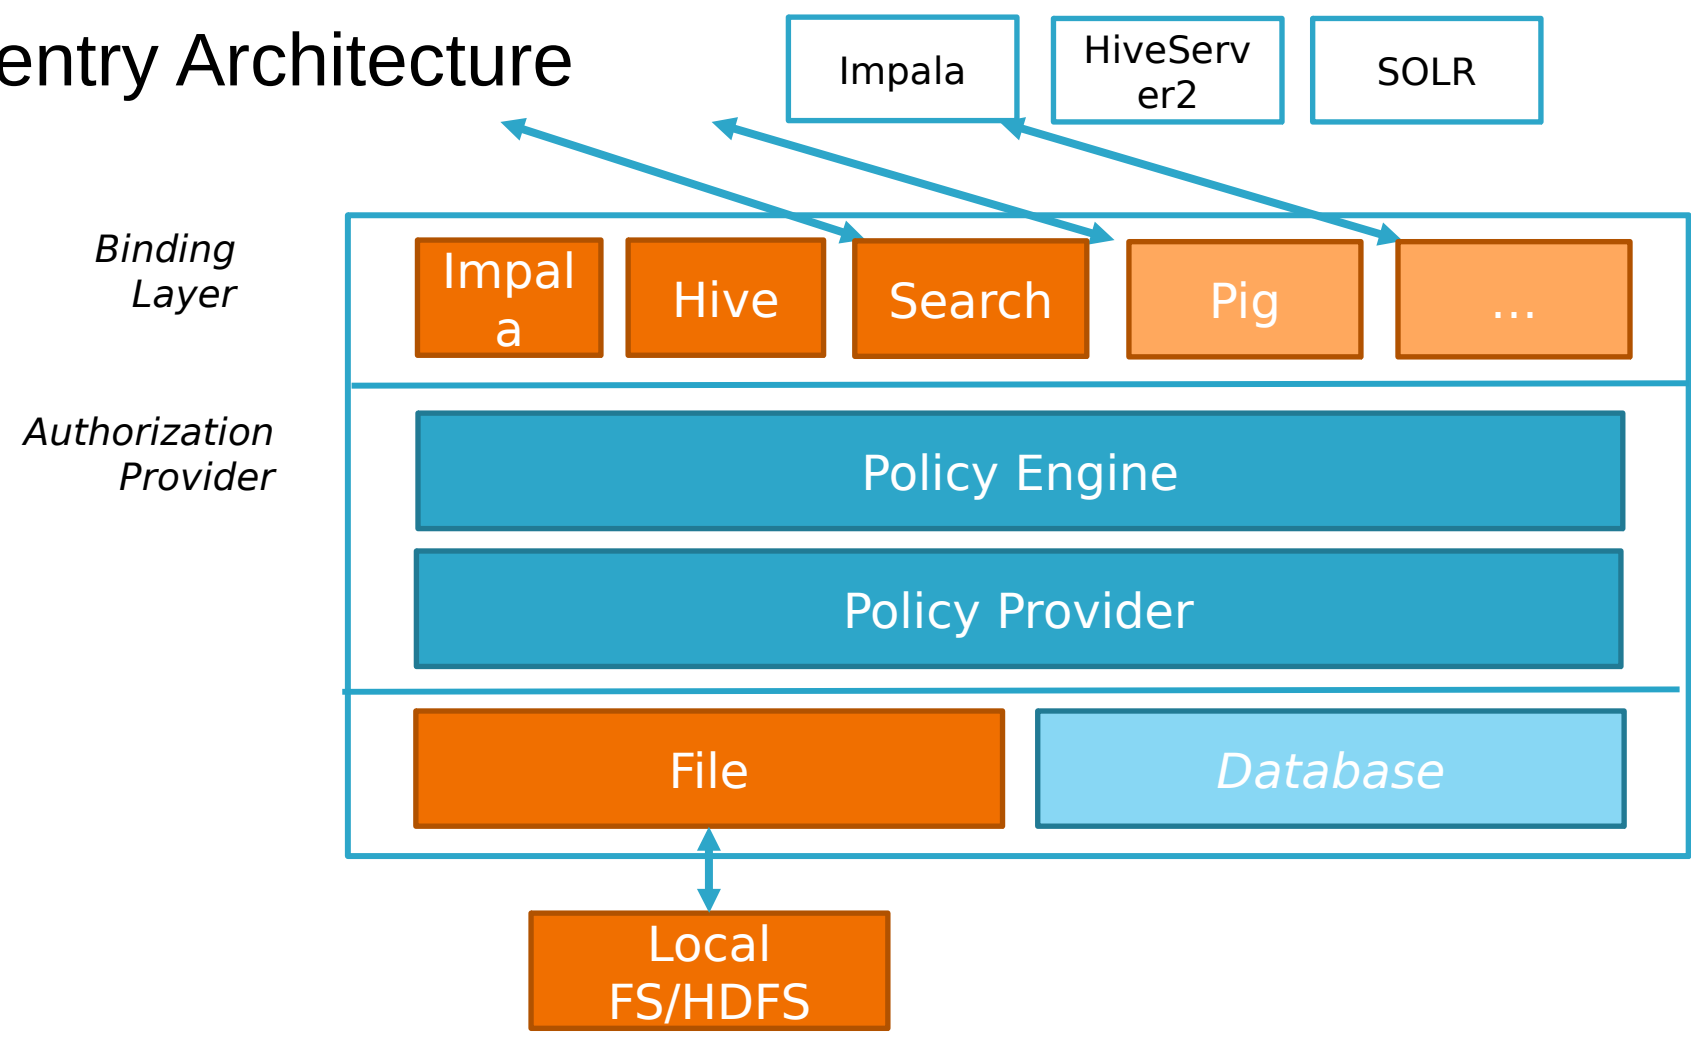 entry Architecture
Impala
HiveServ
er2
SOLR
Binding
Layer
Impal
a
Hive
Search
Pig
...
Authorization
Provider
Policy Engine
Policy Provider
File
Database
Local
FS/HDFS